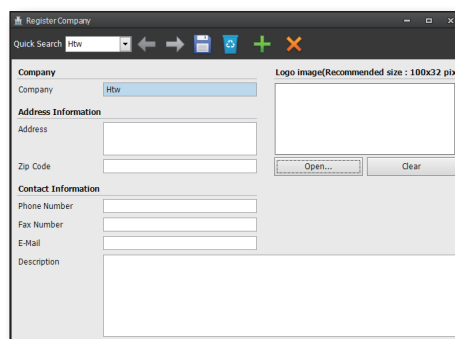 Register Company
Quick Search Htw
Company
Logo image(Recommended size : 100x32 pix
Company Htw
Address Information
Address
Zip Code
Open... Clear
Contact Information
Phone Number
Fax Number
E-Mail
Description